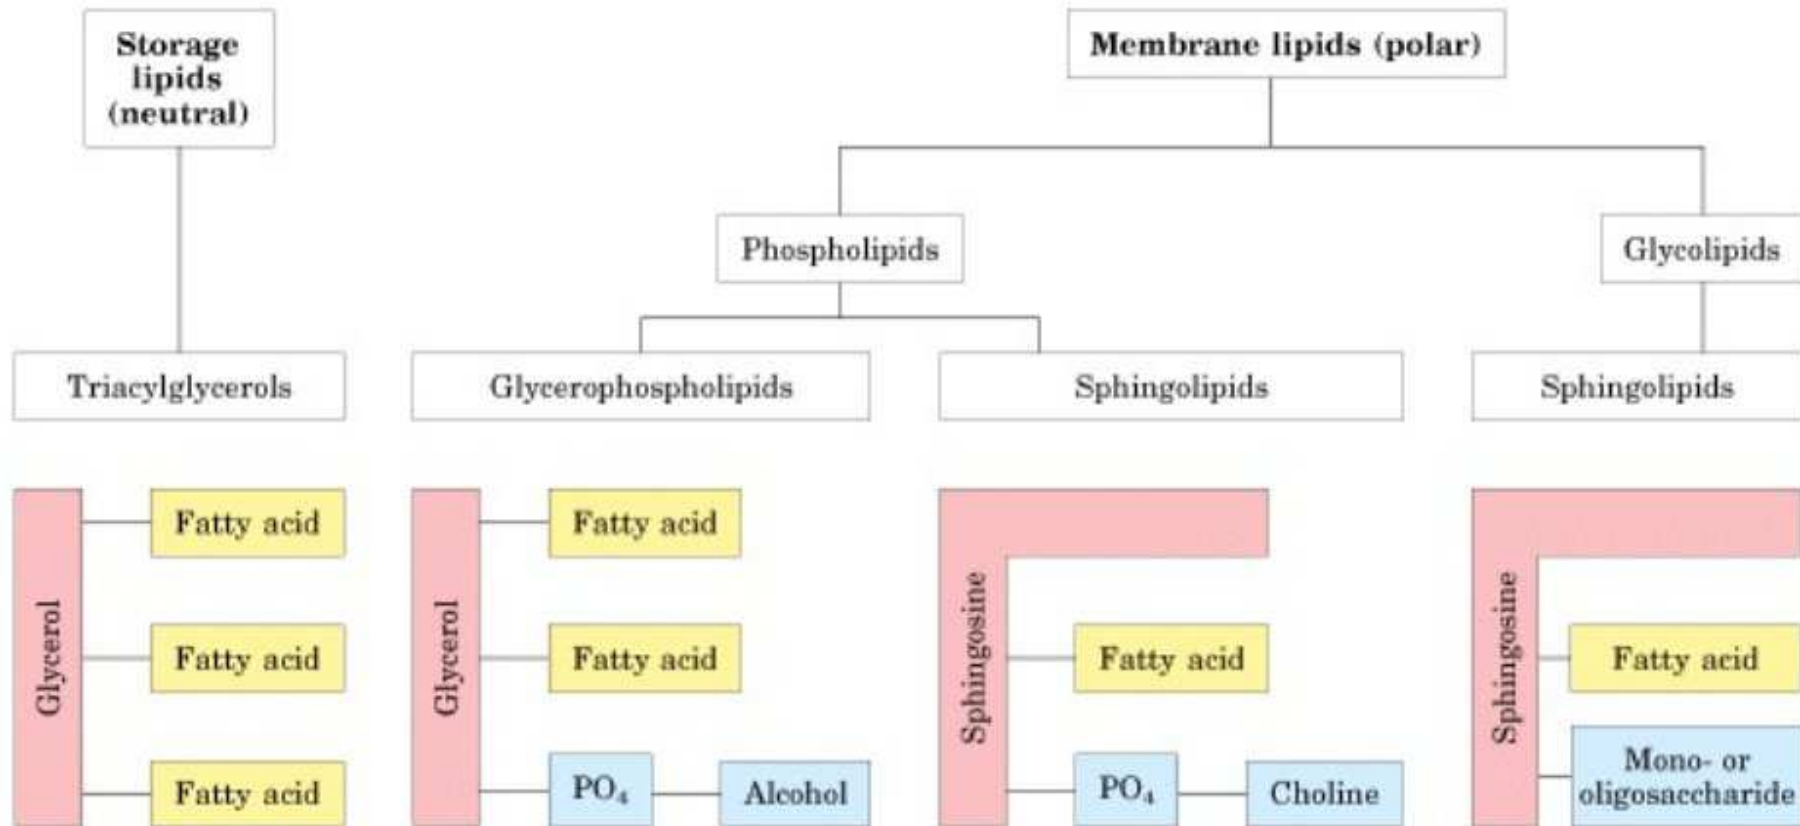 Storage
lipids
(neutral)
Membrane lipids (polar)
Phospholipids
Glycolipids
Triacylglycerols
Glycerophospholipids
Sphingolipids
Sphingolipids
Glycerol
Fatty acid
Fatty acid
Fatty acid
Glycerol
Fatty acid
Fatty acid
PO₄
Alcohol
Sphingosine
Fatty acid
PO₄
Choline
Sphingosine
Fatty acid
Mono- or
oligosaccharide